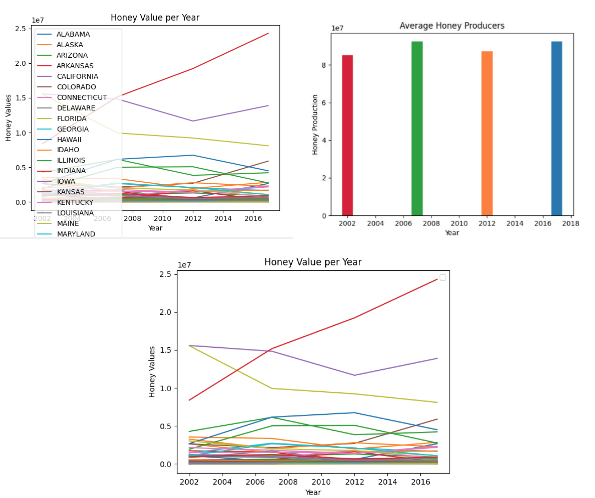 Honey Value per Year
1e7
2.5
2.0
1.5
1.0
0.5
0.0
Honey Values
ALABAMA
ALASKA
ARIZONA
ARKANSAS
CALIFORNIA
COLORADO
CONNECTICUT
DELAWARE
FLORIDA
GEORGIA
HAWAII
IDAHO
ILLINOIS
INDIANA
IOWA
KANSAS
KENTUCKY
LOUISIANA
MAINE
MARYLAND
2002 2008 2010 2012 2014 2016
Year
Average Honey Producers
1e7
8
6
4
2
0
Honey Production
2002 2004 2006 2008 2010 2012 2014 2016 2018
Year
Honey Value per Year
1e7
2.5
2.0
1.5
1.0
0.5
0.0
Honey Values
2002 2004 2006 2008 2010 2012 2014 2016
Year